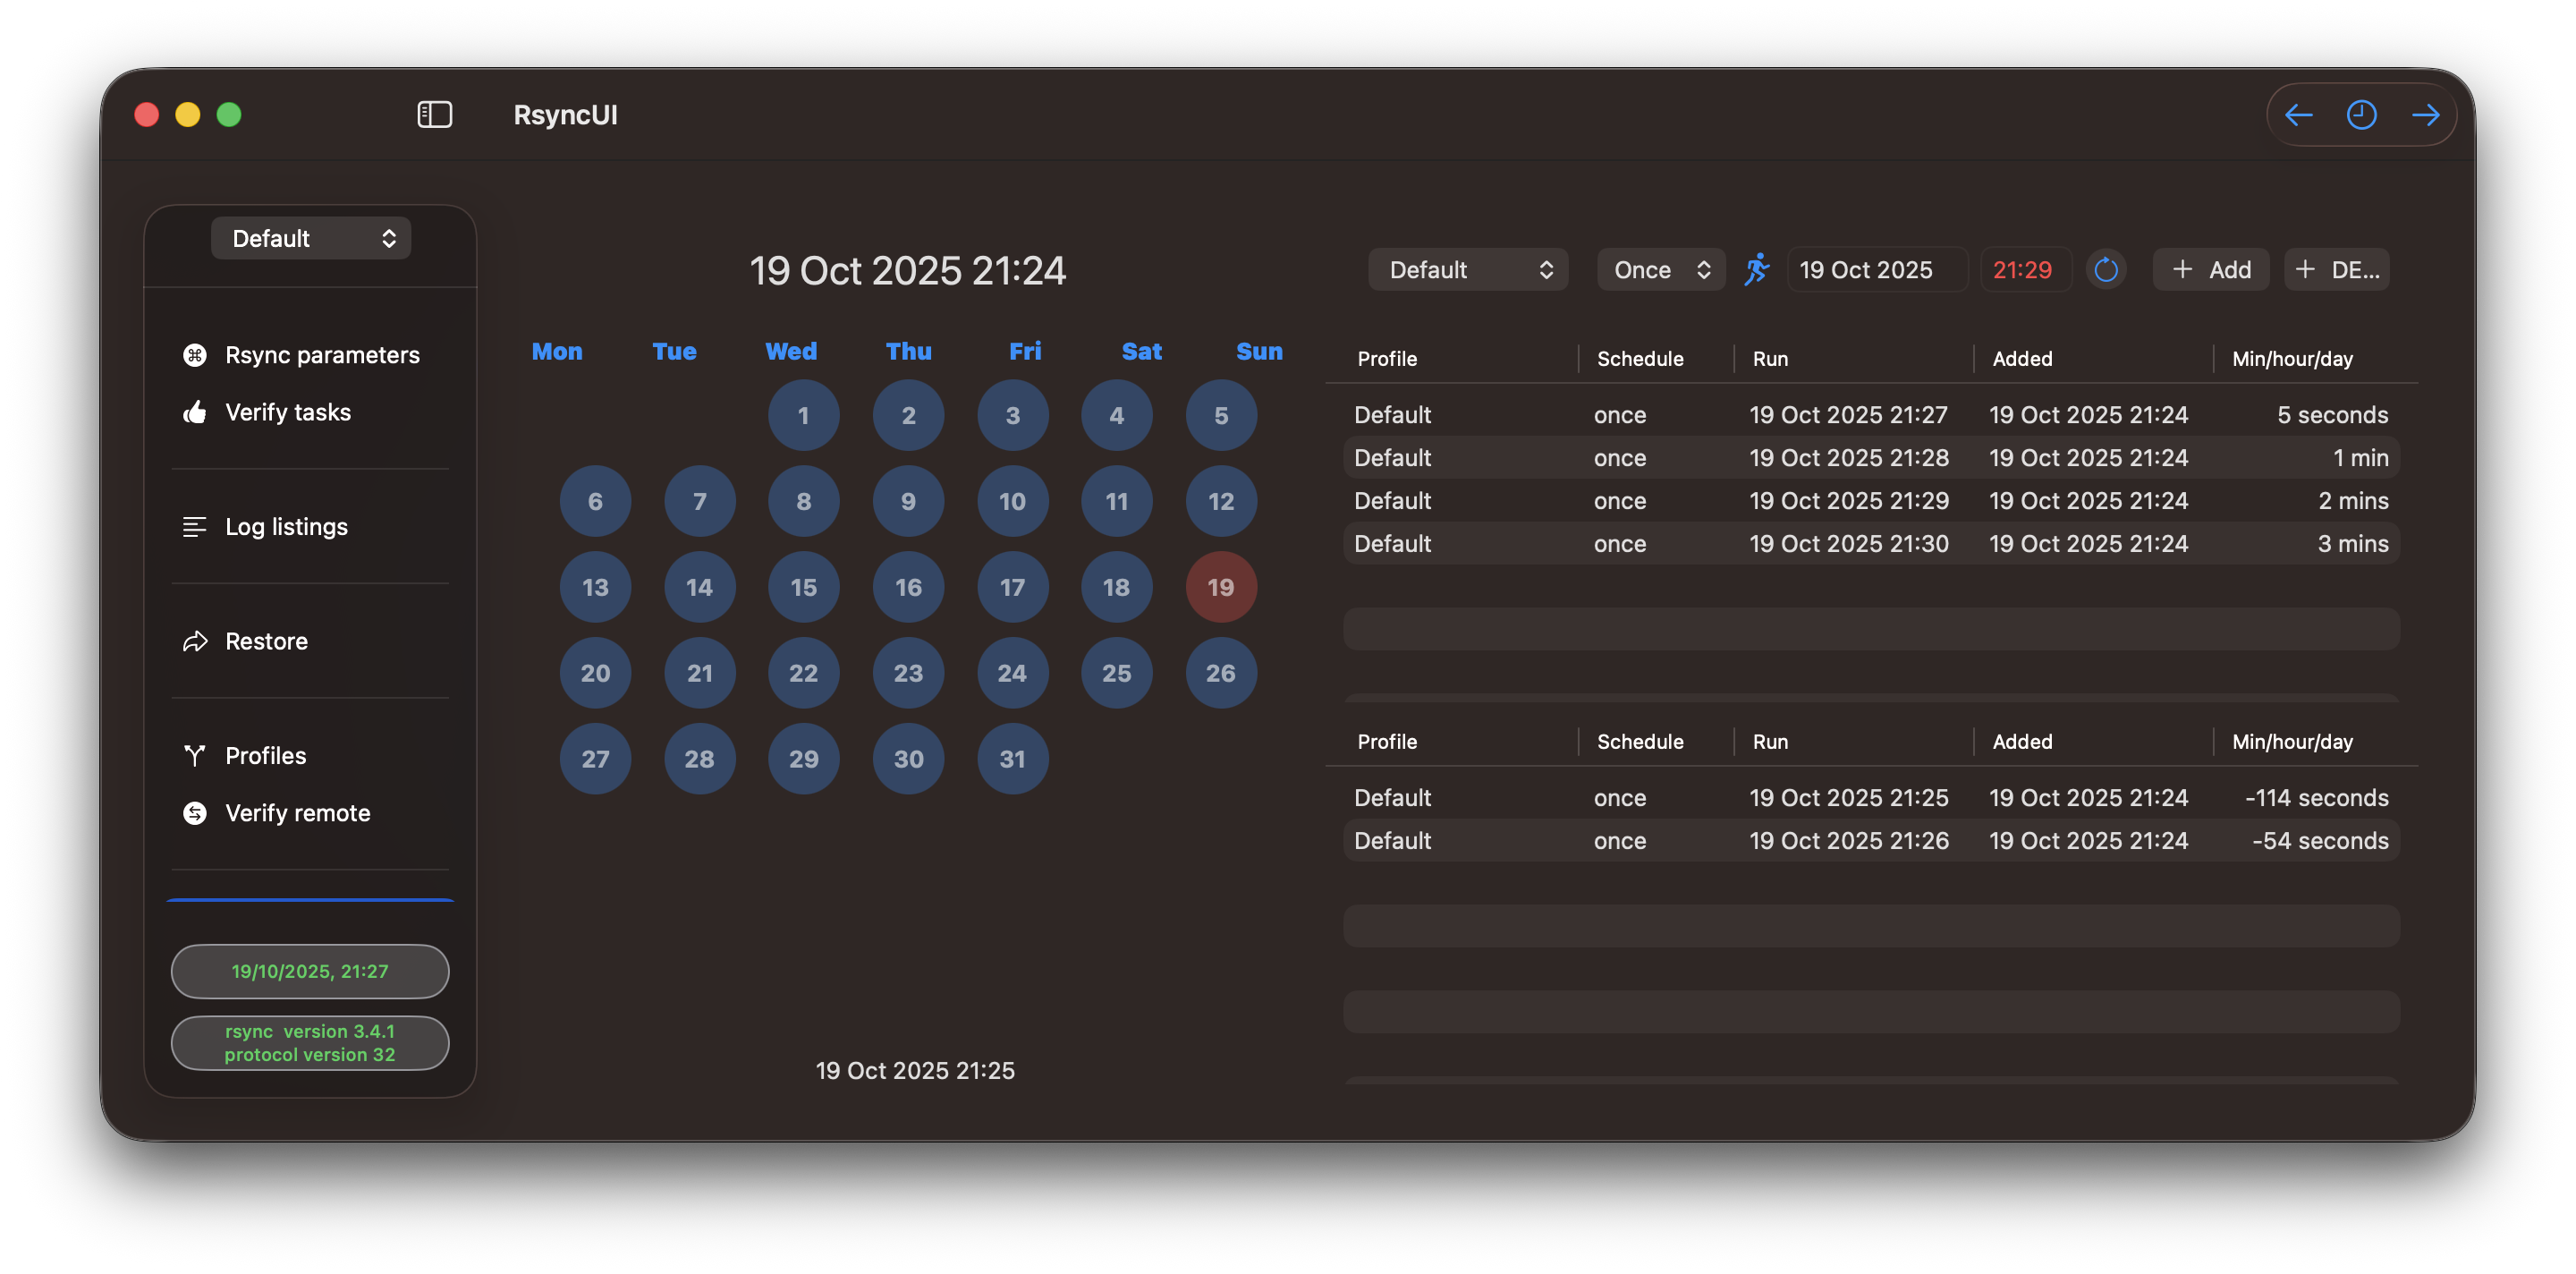 RsyncUI
Default
Rsync parameters
Verify tasks
Log listings
Restore
Profiles
Verify remote
19/10/2025, 21:27
rsync  version 3.4.1
protocol version 32
19 Oct 2025 21:24
Mon Tue Wed Thu Fri Sat Sun
1 2 3 4 5
6 7 8 9 10 11 12
13 14 15 16 17 18 19
20 21 22 23 24 25 26
27 28 29 30 31
19 Oct 2025 21:25
Default Once 19 Oct 2025 21:29 + Add + DE...
Profile Schedule Run Added Min/hour/day
Default once 19 Oct 2025 21:27 19 Oct 2025 21:24 5 seconds
Default once 19 Oct 2025 21:28 19 Oct 2025 21:24 1 min
Default once 19 Oct 2025 21:29 19 Oct 2025 21:24 2 mins
Default once 19 Oct 2025 21:30 19 Oct 2025 21:24 3 mins
Profile Schedule Run Added Min/hour/day
Default once 19 Oct 2025 21:25 19 Oct 2025 21:24 -114 seconds
Default once 19 Oct 2025 21:26 19 Oct 2025 21:24 -54 seconds